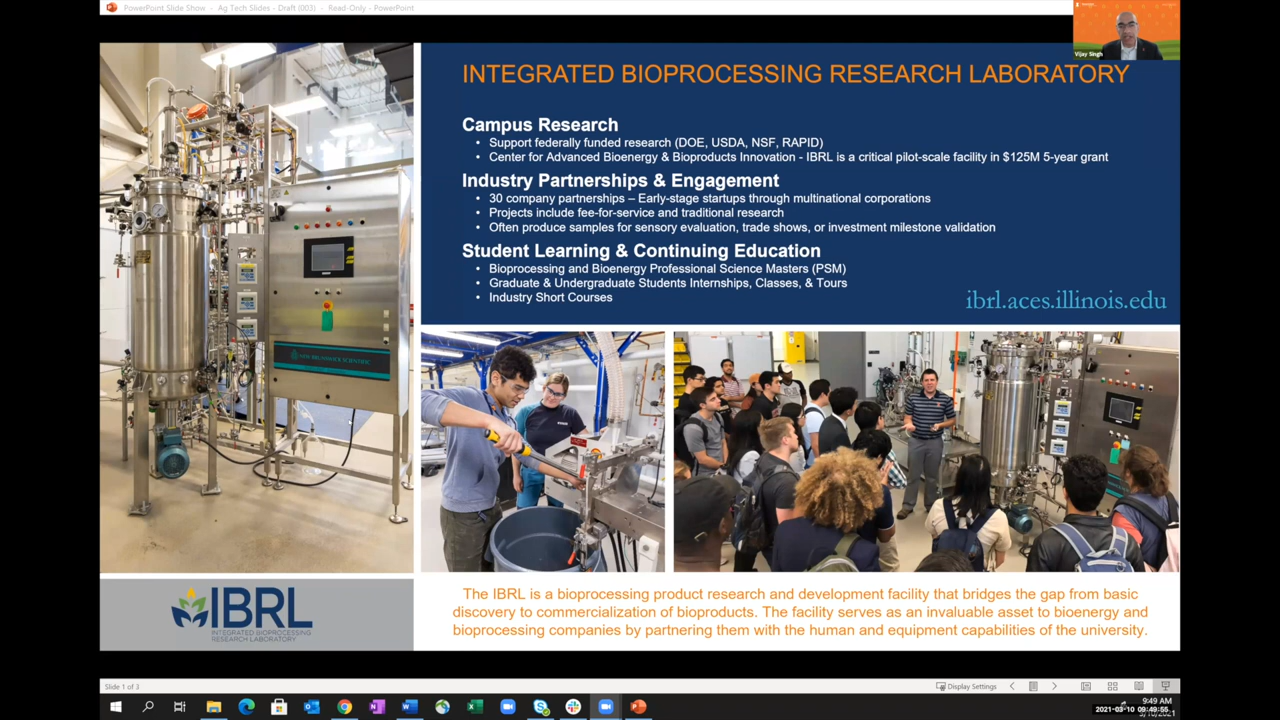 PowerPoint Slide Show - Ag Tech Slides - Draft (003) - Read-Only - PowerPoint
Vijay Singh
INTEGRATED BIOPROCESSING RESEARCH LABORATORY
Campus Research
• Support federally funded research (DOE, USDA, NSF, RAPID)
• Center for Advanced Bioenergy & Bioproducts Innovation - IBRL is a critical pilot-scale facility in $125M 5-year grant
Industry Partnerships & Engagement
• 30 company partnerships – Early-stage startups through multinational corporations
• Projects include fee-for-service and traditional research
• Often produce samples for sensory evaluation, trade shows, or investment milestone validation
Student Learning & Continuing Education
• Bioprocessing and Bioenergy Professional Science Masters (PSM)
• Graduate & Undergraduate Students Internships, Classes, & Tours
• Industry Short Courses
ibrl.aces.illinois.edu
NEW BRUNSWICK SCIENTIFIC
IBRL
INTEGRATED BIOPROCESSING
RESEARCH LABORATORY
The IBRL is a bioprocessing product research and development facility that bridges the gap from basic
discovery to commercialization of bioproducts. The facility serves as an invaluable asset to bioenergy and
bioprocessing companies by partnering them with the human and equipment capabilities of the university.
Slide 1 of 3
Display Settings
9:49 AM
2021-03-10 09:49:55